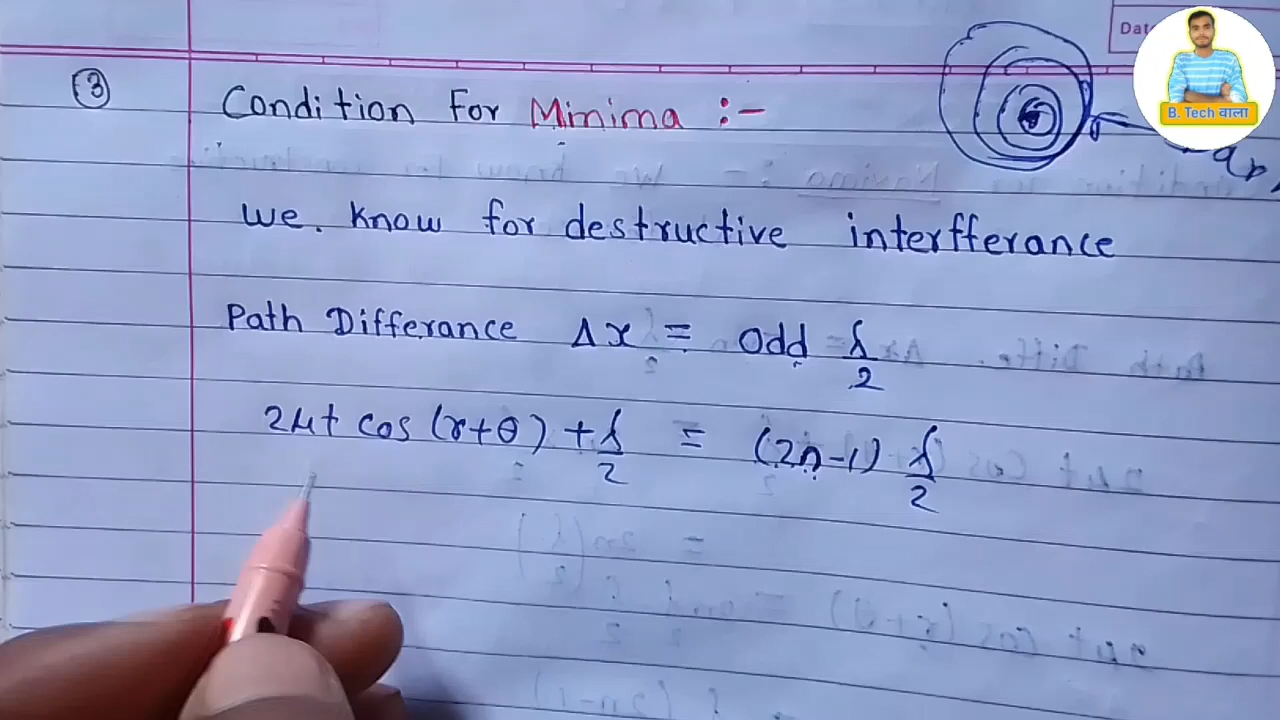 Date
B. Tech वाला
③ Condition For Minima :-
we. know for destructive interfferance
Path Differance Δx = Odd λ/2
2μt cos (r+θ) + λ/2 = (2n-1) λ/2